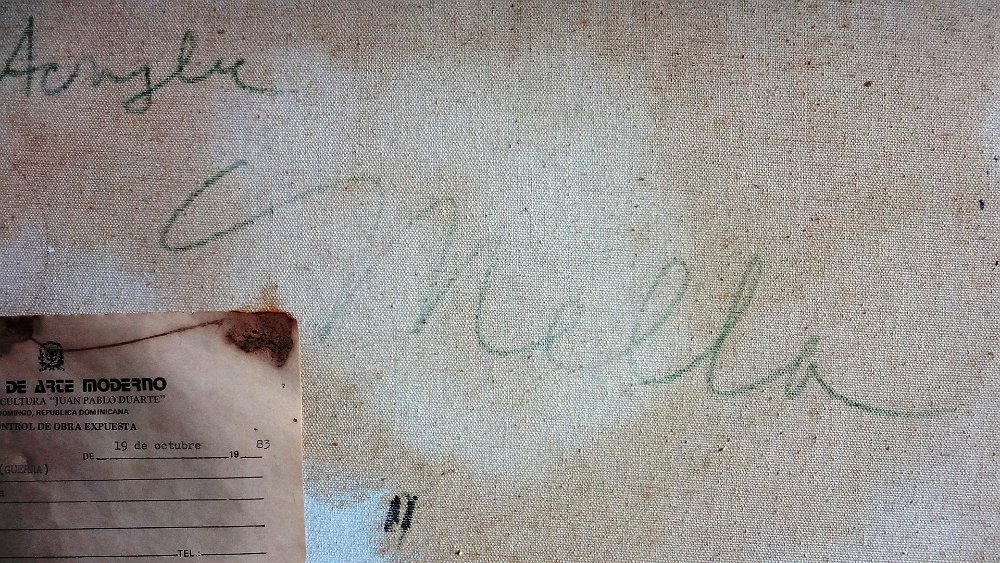 Acrylic
Mella
DE ARTE MODERNO
CULTURA "JUAN PABLO DUARTE"
DOMINGO, REPUBLICA DOMINICANA
CONTROL DE OBRA EXPUESTA
19 de octubre 83
DE 19
(GUERRA)
TEL.: